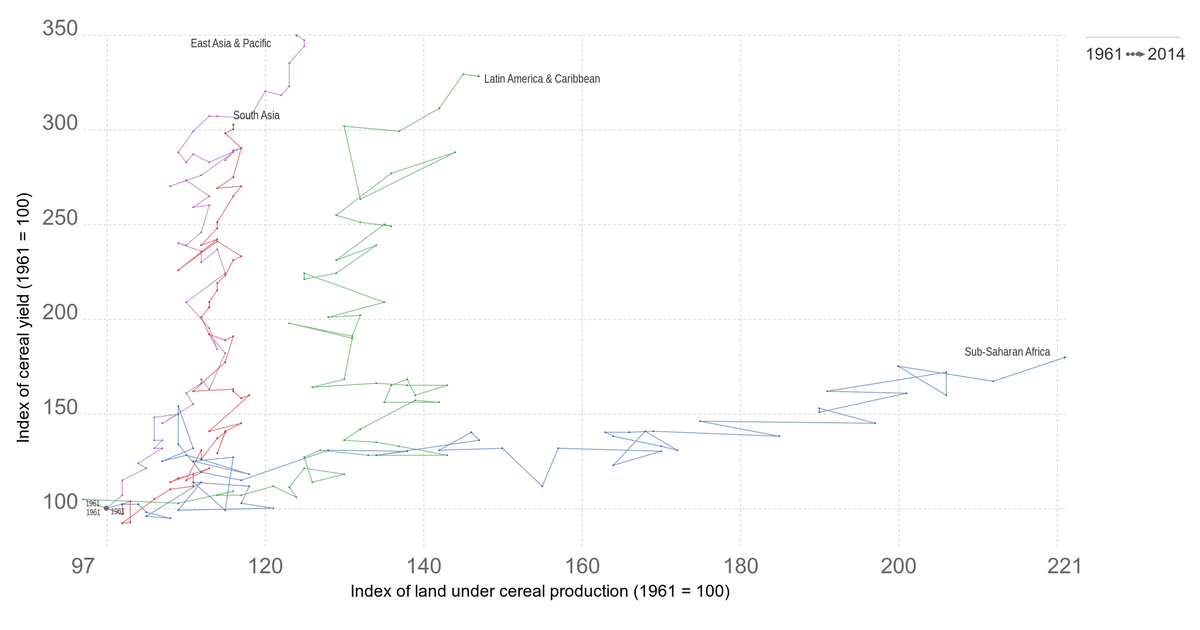 350
East Asia & Pacific
1961 2014
Latin America & Caribbean
South Asia
300
250
200
Sub-Saharan Africa
150
100
1961
1961 1961
97 120 140 160 180 200 221
Index of land under cereal production (1961 = 100)
Index of cereal yield (1961 = 100)